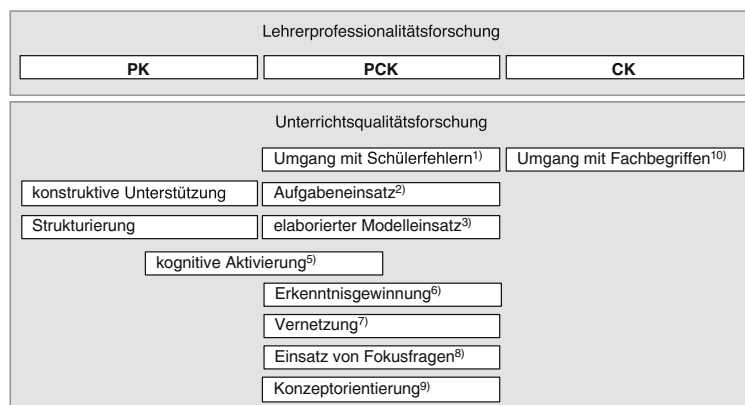 Lehrerprofessionalitätsforschung
PK PCK CK
Unterrichtsqualitätsforschung
Umgang mit Schülerfehlern1) Umgang mit Fachbegriffen10)
konstruktive Unterstützung Aufgabeneinsatz2)
Strukturierung elaborierter Modelleinsatz3)
kognitive Aktivierung5)
Erkenntnisgewinnung6)
Vernetzung7)
Einsatz von Fokusfragen8)
Konzeptorientierung9)